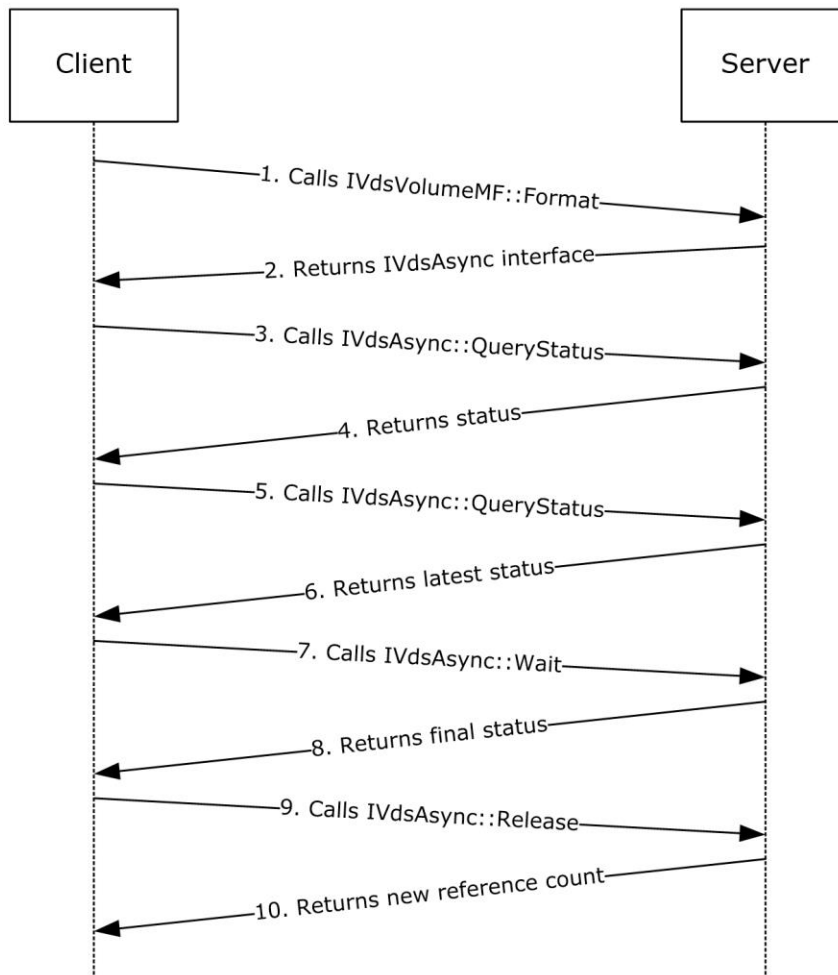 Client
Server
1. Calls IVdsVolumeMF::Format
2. Returns IVdsAsync interface
3. Calls IVdsAsync::QueryStatus
4. Returns status
5. Calls IVdsAsync::QueryStatus
6. Returns latest status
7. Calls IVdsAsync::Wait
8. Returns final status
9. Calls IVdsAsync::Release
10. Returns new reference count